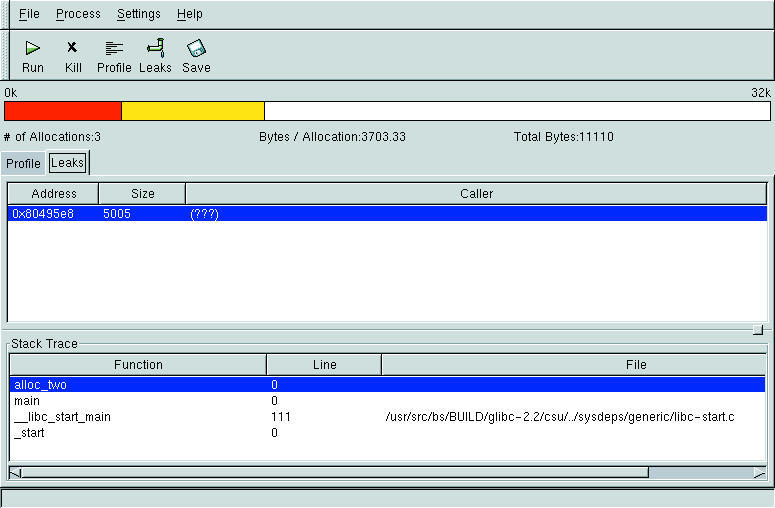 File Process Settings Help
Run Kill Profile Leaks Save
0k 32k
# of Allocations:3 Bytes / Allocation:3703.33 Total Bytes:11110
Profile Leaks
Address Size Caller
0x80495e8 5005 (???)
Stack Trace
Function Line File
alloc_two 0
main 0
__libc_start_main 111 /usr/src/bs/BUILD/glibc-2.2/csu/../sysdeps/generic/libc-start.c
_start 0